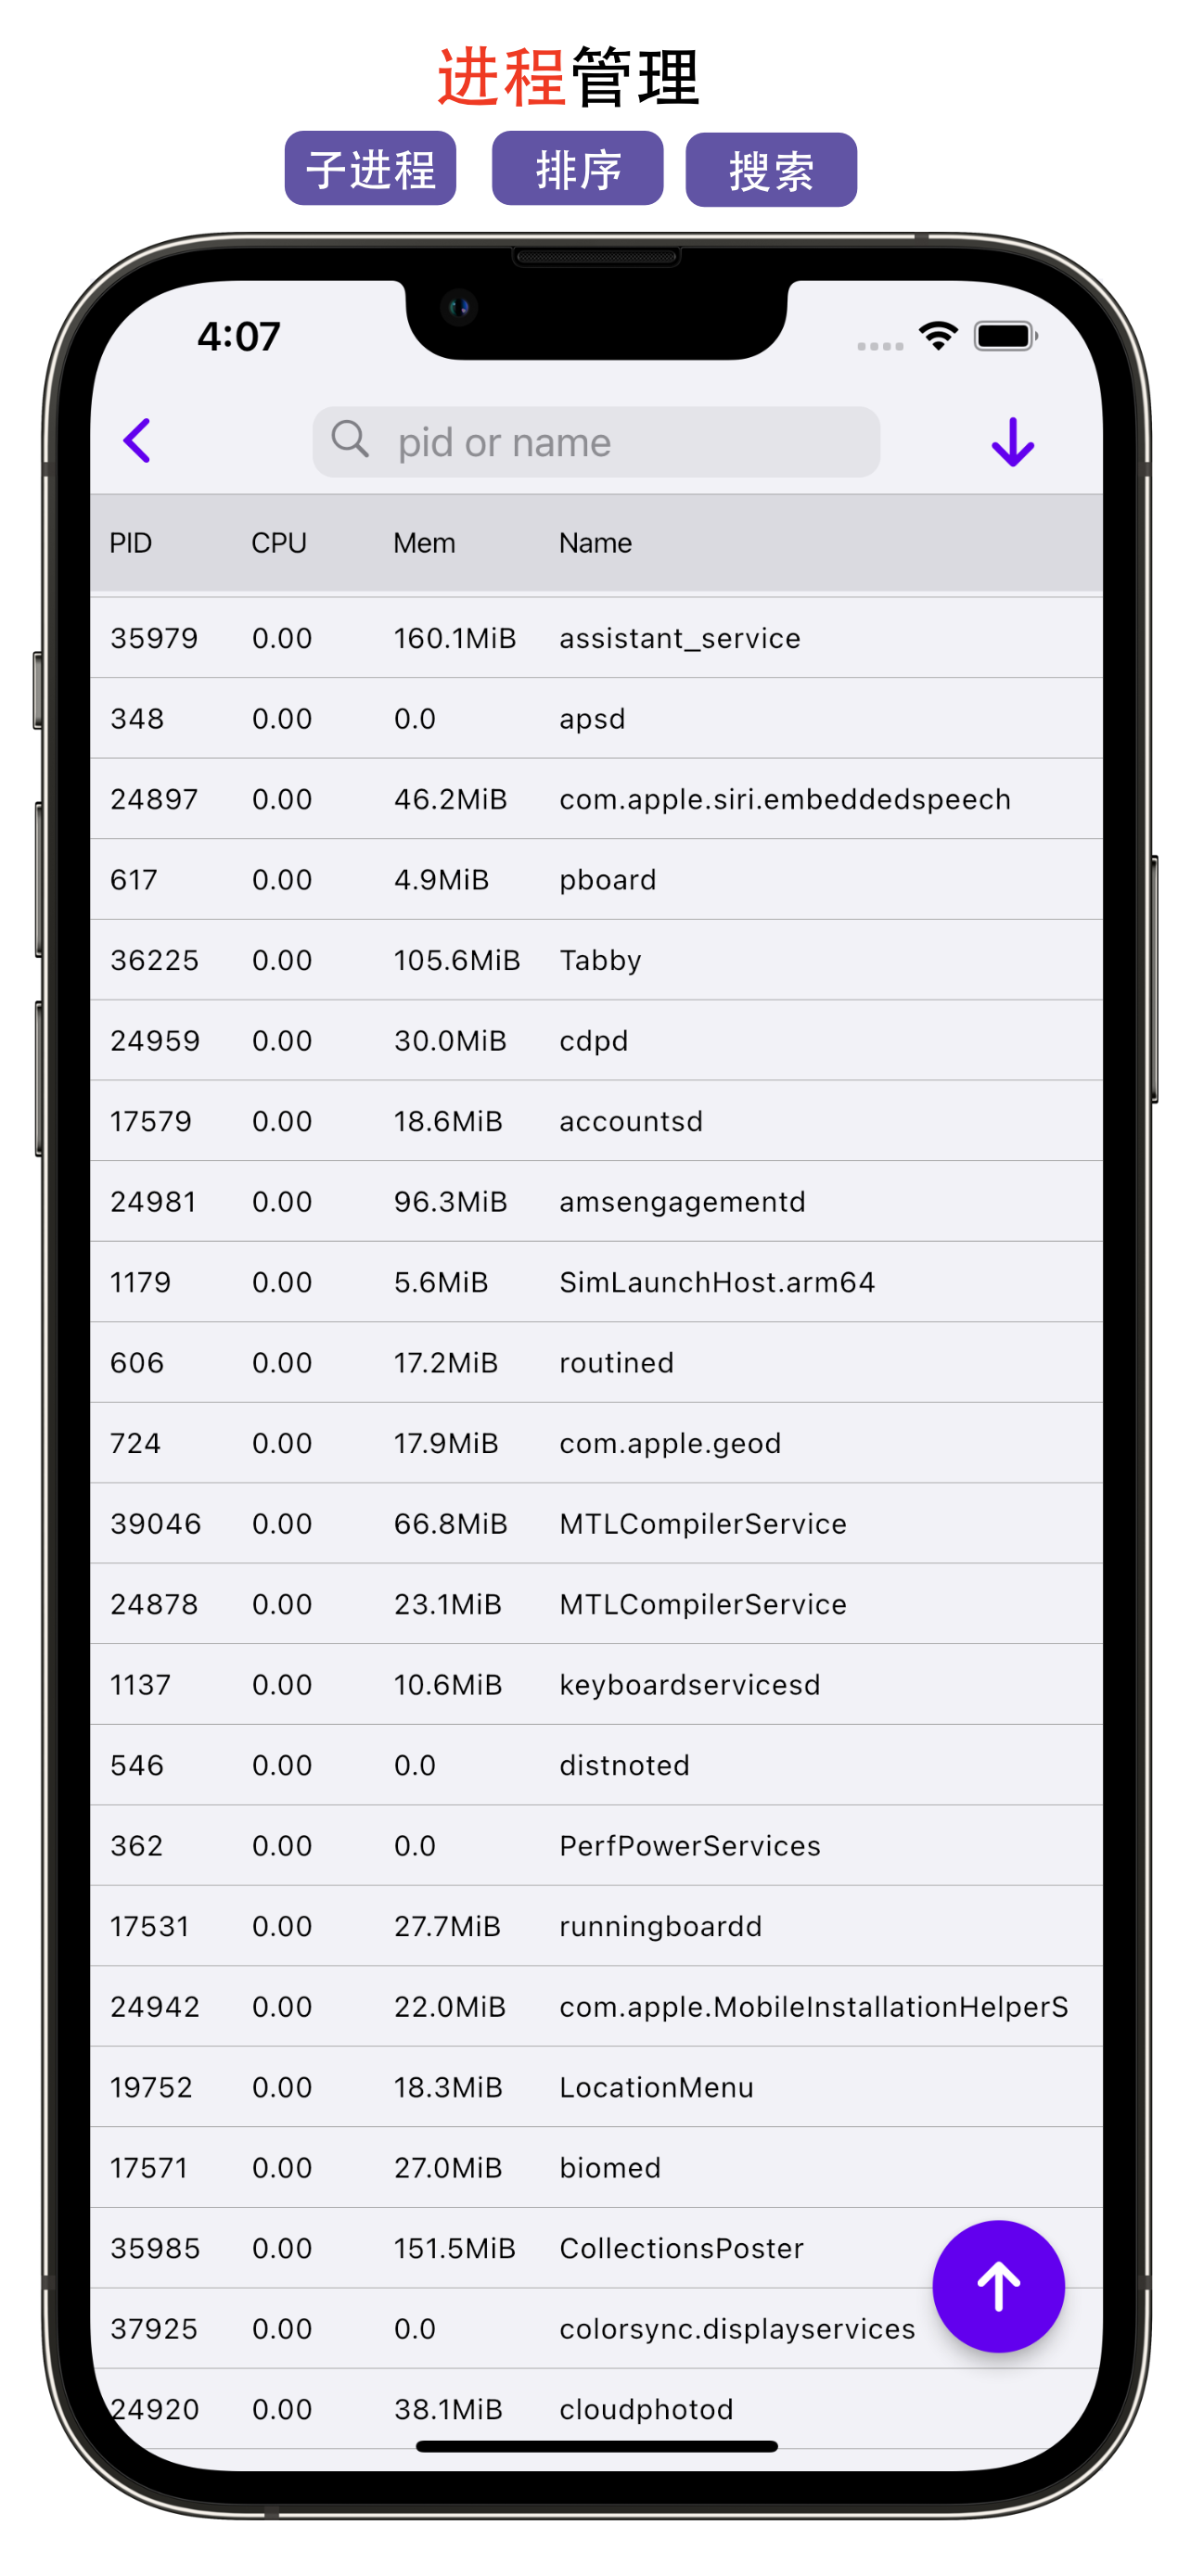 进程管理
子进程 排序 搜索
4:07
pid or name
PID CPU Mem Name
35979 0.00 160.1MiB assistant_service
348 0.00 0.0 apsd
24897 0.00 46.2MiB com.apple.siri.embeddedspeech
617 0.00 4.9MiB pboard
36225 0.00 105.6MiB Tabby
24959 0.00 30.0MiB cdpd
17579 0.00 18.6MiB accountsd
24981 0.00 96.3MiB amsengagementd
1179 0.00 5.6MiB SimLaunchHost.arm64
606 0.00 17.2MiB routined
724 0.00 17.9MiB com.apple.geod
39046 0.00 66.8MiB MTLCompilerService
24878 0.00 23.1MiB MTLCompilerService
1137 0.00 10.6MiB keyboardservicesd
546 0.00 0.0 distnoted
362 0.00 0.0 PerfPowerServices
17531 0.00 27.7MiB runningboardd
24942 0.00 22.0MiB com.apple.MobileInstallationHelperS
19752 0.00 18.3MiB LocationMenu
17571 0.00 27.0MiB biomed
35985 0.00 151.5MiB CollectionsPoster
37925 0.00 0.0 colorsync.displayservices
24920 0.00 38.1MiB cloudphotod